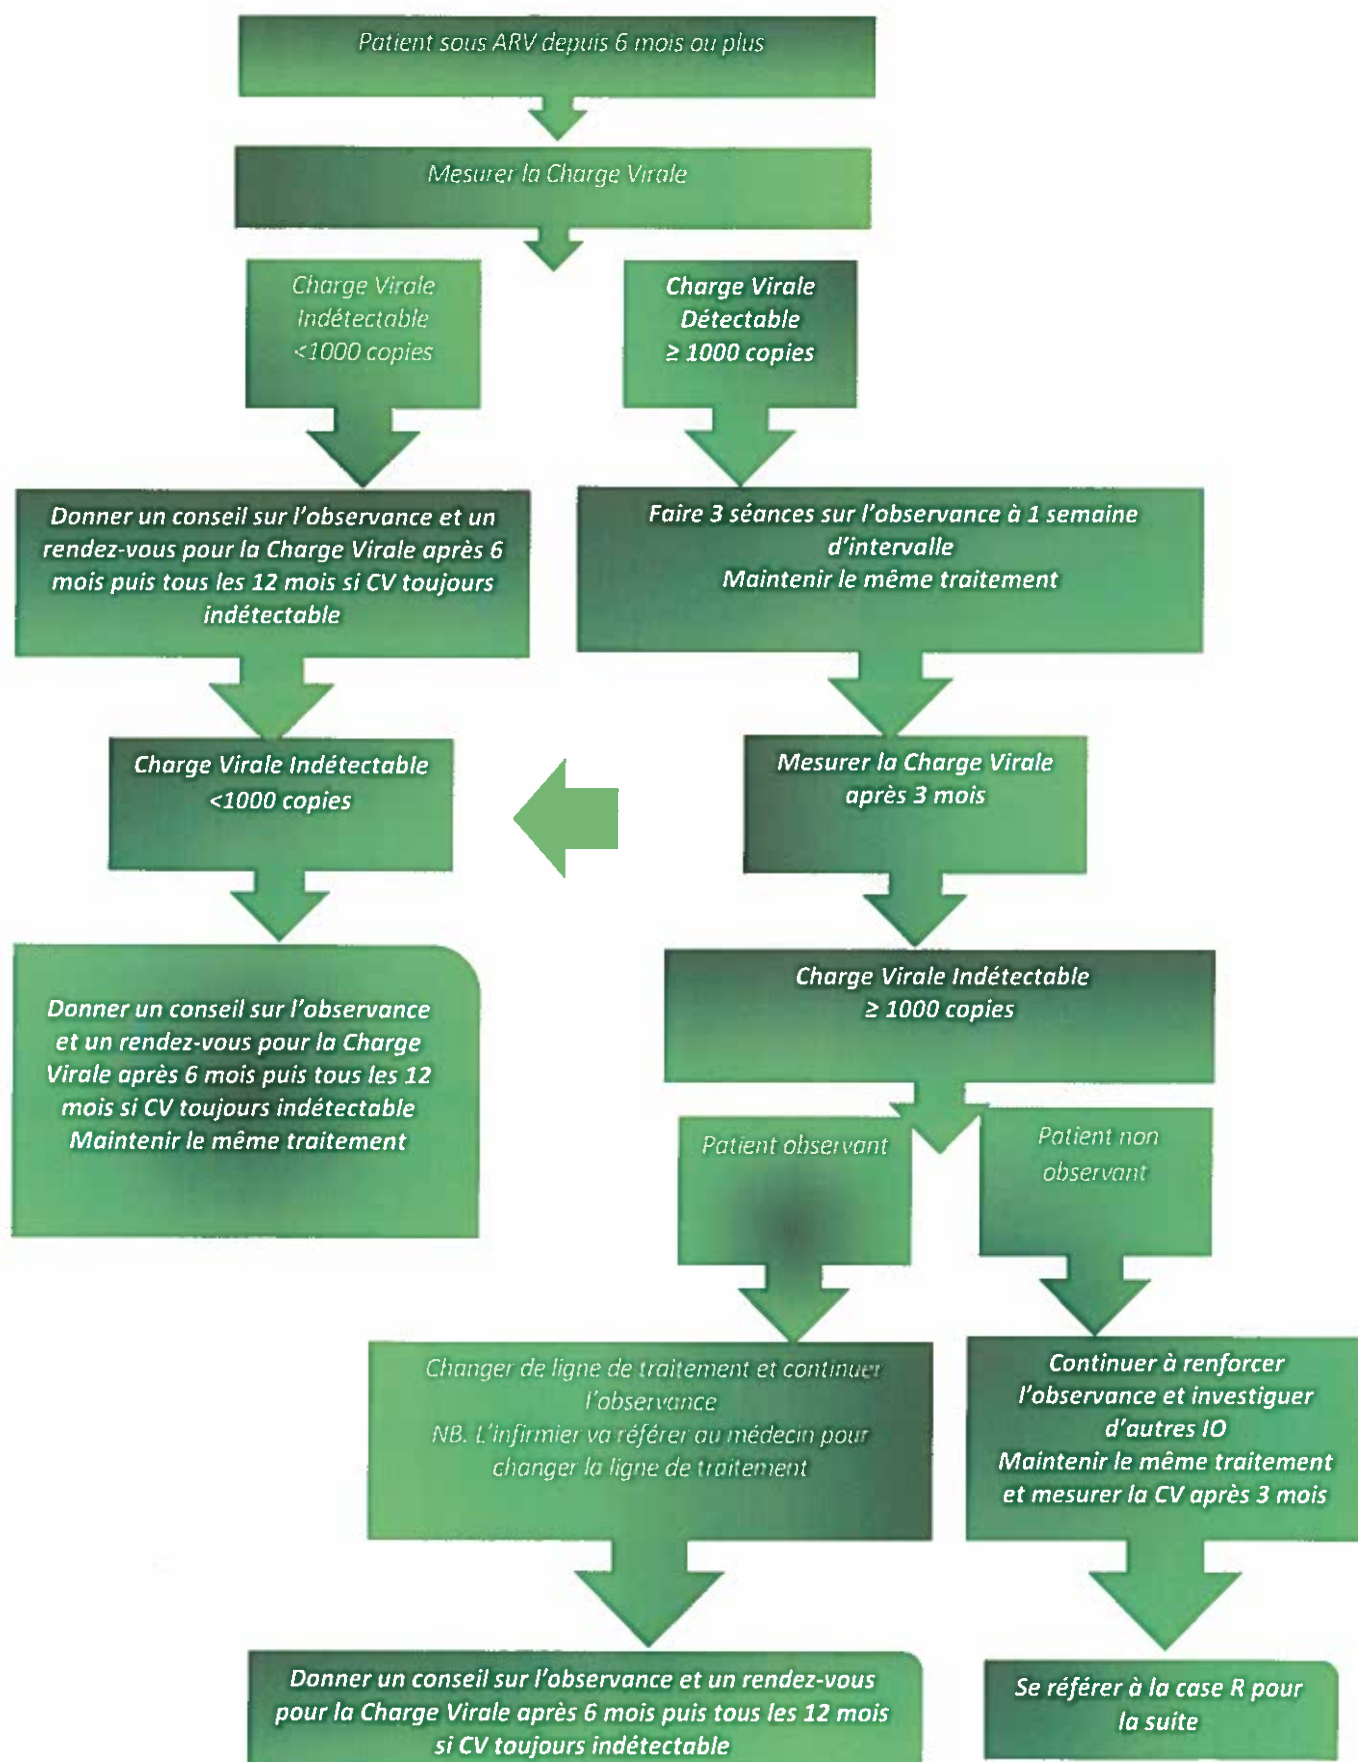 Patient sous ARV depuis 6 mois ou plus
Mesurer la Charge Virale
Charge Virale
Indétectable
<1000 copies
Charge Virale
Détectable
≥ 1000 copies
Donner un conseil sur l'observance et un
rendez-vous pour la Charge Virale après 6
mois puis tous les 12 mois si CV toujours
indétectable
Faire 3 séances sur l'observance à 1 semaine
d'intervalle
Maintenir le même traitement
Charge Virale Indétectable
<1000 copies
Mesurer la Charge Virale
après 3 mois
Donner un conseil sur l'observance
et un rendez-vous pour la Charge
Virale après 6 mois puis tous les 12
mois si CV toujours indétectable
Maintenir le même traitement
Charge Virale Indétectable
≥ 1000 copies
Patient observant
Patient non
observant
Changer de ligne de traitement et continuer
l'observance
NB. L'infirmier va référer au médecin pour
changer la ligne de traitement
Continuer à renforcer
l'observance et investiguer
d'autres IO
Maintenir le même traitement
et mesurer la CV après 3 mois
Donner un conseil sur l'observance et un rendez-vous
pour la Charge Virale après 6 mois puis tous les 12 mois
si CV toujours indétectable
Se référer à la case R pour
la suite